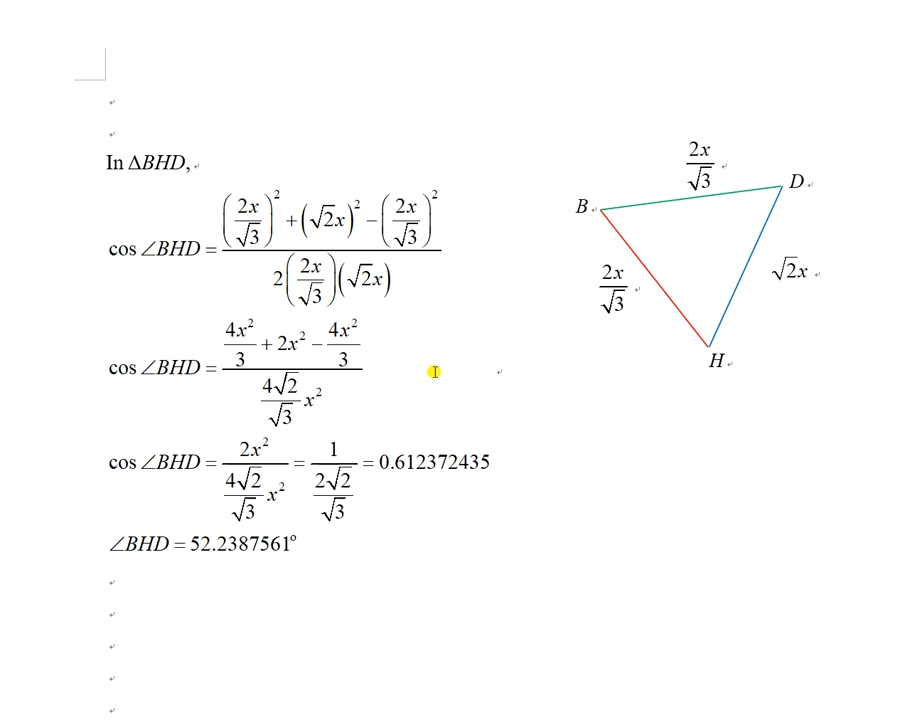 In ΔBHD,
cos ∠BHD = ((2x/√3)² + (√2x)² − (2x/√3)²) / (2(2x/√3)(√2x))
cos ∠BHD = (4x²/3 + 2x² − 4x²/3) / ((4√2/√3)x²)
cos ∠BHD = 2x² / ((4√2/√3)x²) = 1 / (2√2/√3) = 0.612372435
∠BHD = 52.2387561°
2x/√3
B
D
2x/√3
√2x
H